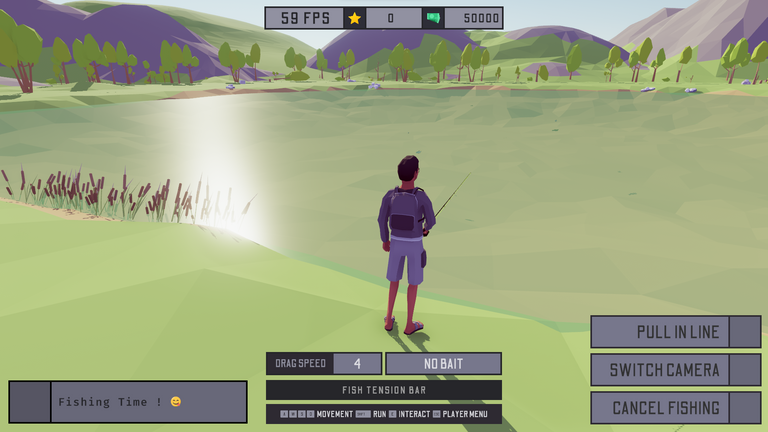 59 FPS
0
50000
PULL IN LINE
DRAG SPEED 4
NO BAIT
SWITCH CAMERA
FISH TENSION BAR
Fishing Time ! 😄
CANCEL FISHING
MOVEMENT RUN INTERACT PLAYER MENU